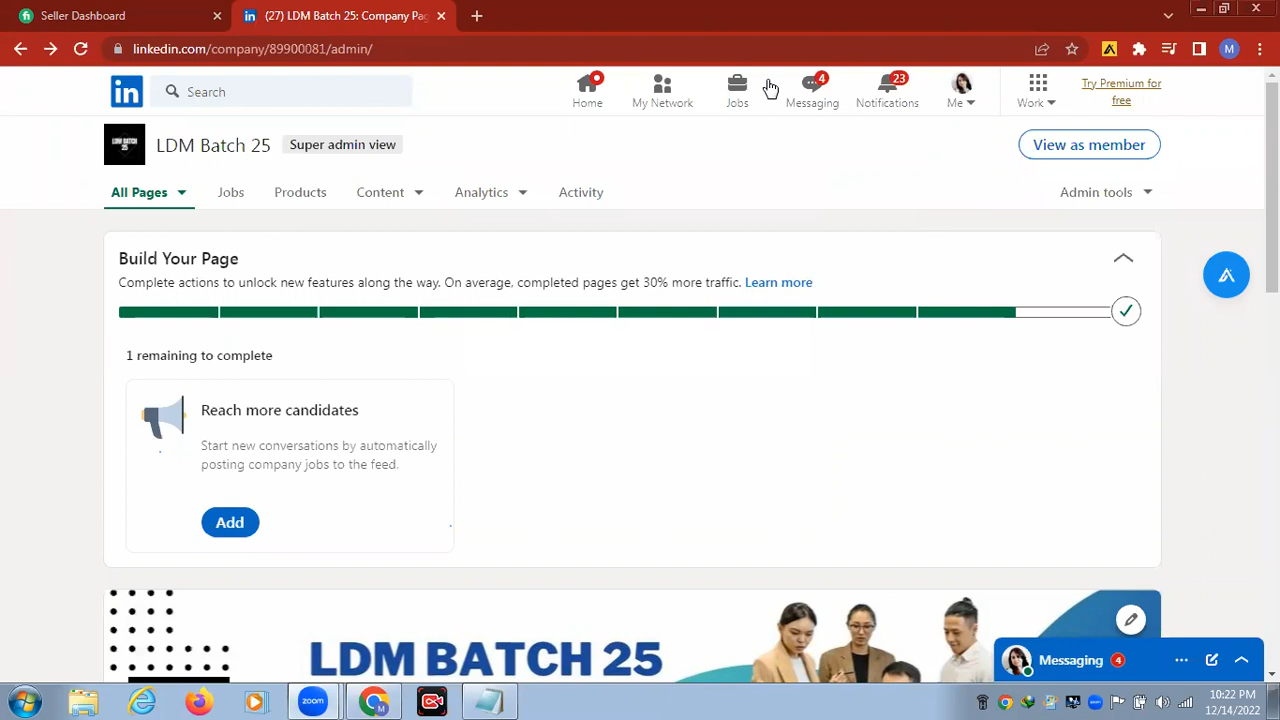 Seller Dashboard
(27) LDM Batch 25: Company Pag
linkedin.com/company/89900081/admin/
M
in
Search
Home
My Network
Jobs
4
Messaging
23
Notifications
Me
Work
Try Premium for
free
LDM BATCH
25
LDM Batch 25
Super admin view
View as member
All Pages
Jobs
Products
Content
Analytics
Activity
Admin tools
Build Your Page
Complete actions to unlock new features along the way. On average, completed pages get 30% more traffic. Learn more
1 remaining to complete
Reach more candidates
Start new conversations by automatically
posting company jobs to the feed.
Add
LDM BATCH 25
Messaging 4
zoom
10:22 PM
12/14/2022